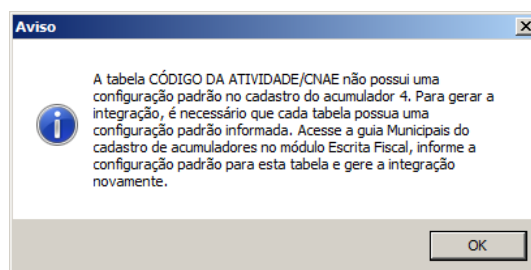 Aviso
A tabela CÓDIGO DA ATIVIDADE/CNAE não possui uma
configuração padrão no cadastro do acumulador 4. Para gerar a
integração, é necessário que cada tabela possua uma
configuração padrão informada. Acesse a guia Municipais do
cadastro de acumuladores no módulo Escrita Fiscal, informe a
configuração padrão para esta tabela e gere a integração
novamente.
OK